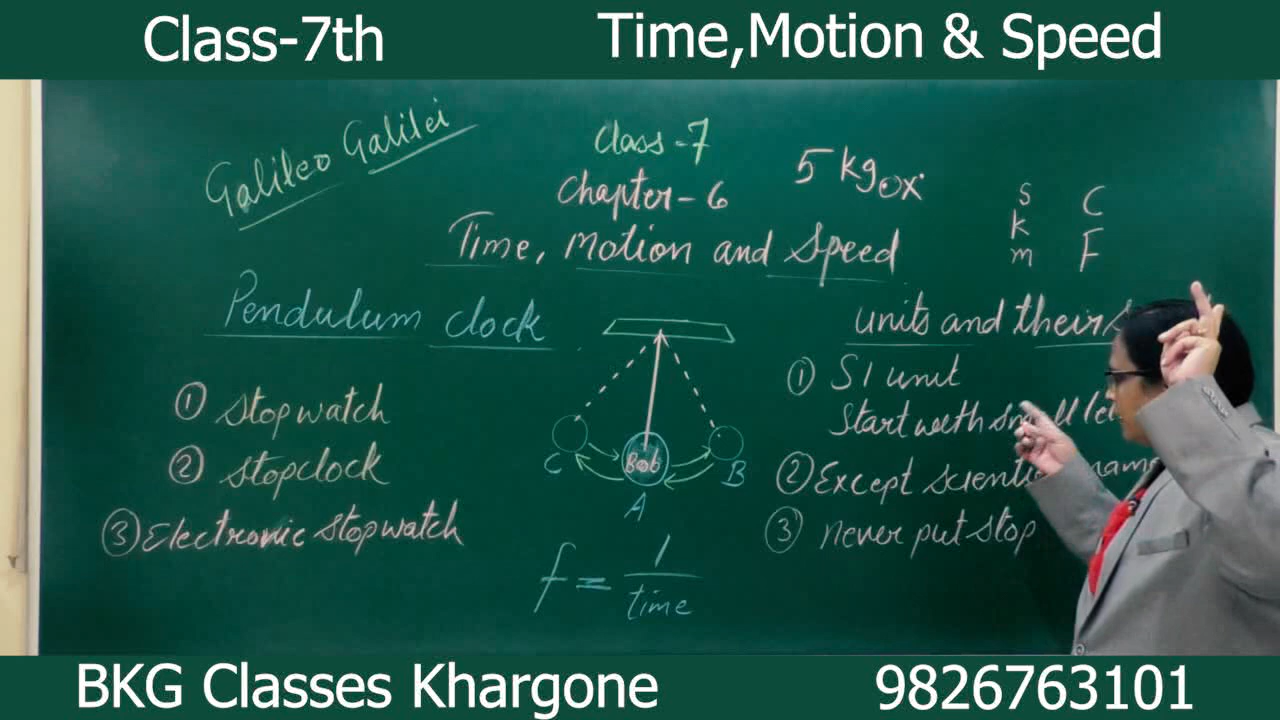 Class-7th
Time,Motion & Speed
Galileo Galilei
Class-7
Chapter-6
Time, Motion and Speed
5 kg
s C
k F
m
Pendulum clock
① Stopwatch
② Stopclock
③ Electronic Stopwatch
Bob
C
B
A
f = 1/time
units and their
① SI unit
Start with small
② Except scientific
③ never put stop
BKG Classes Khargone
9826763101